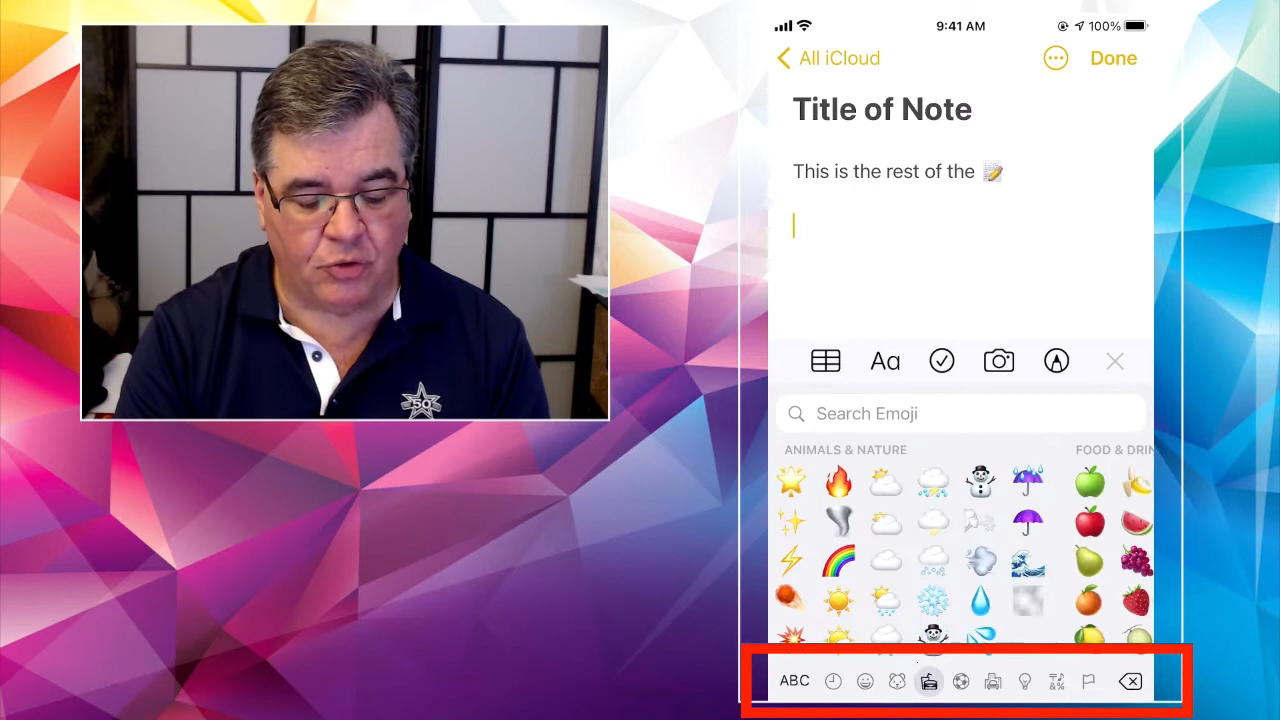 50
9:41 AM
100%
All iCloud
Done
Title of Note
This is the rest of the
Aa
Search Emoji
ANIMALS & NATURE
FOOD & DRIN
ABC